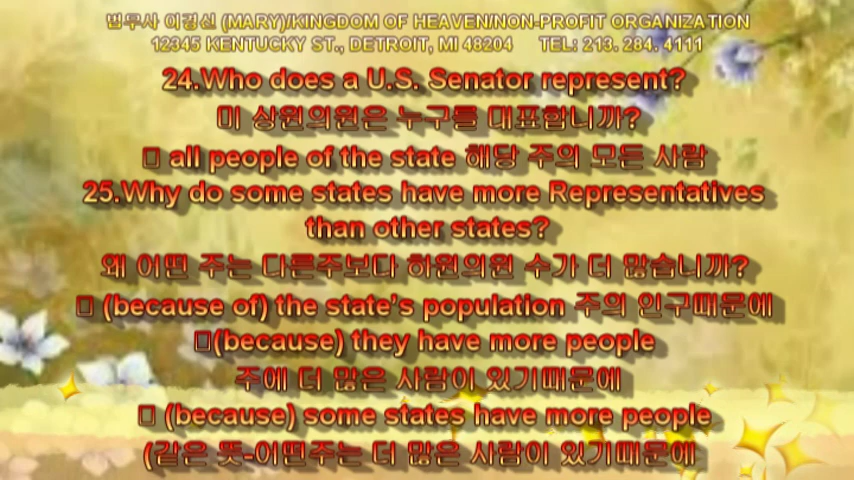 법무사 이경신 (MARY)/KINGDOM OF HEAVEN/NON-PROFIT ORGANIZATION
12345 KENTUCKY ST., DETROIT, MI 48204 TEL: 213. 284. 4111
24.Who does a U.S. Senator represent?
미 상원의원은 누구를 대표합니까?
▯ all people of the state 해당 주의 모든 사람
25.Why do some states have more Representatives
than other states?
왜 어떤 주는 다른주보다 하원의원 수가 더 많습니까?
▯ (because of) the state's population 주의 인구때문에
▯(because) they have more people
주에 더 많은 사람이 있기때문에
▯ (because) some states have more people
(같은 뜻-어떤주는 더 많은 사람이 있기때문에